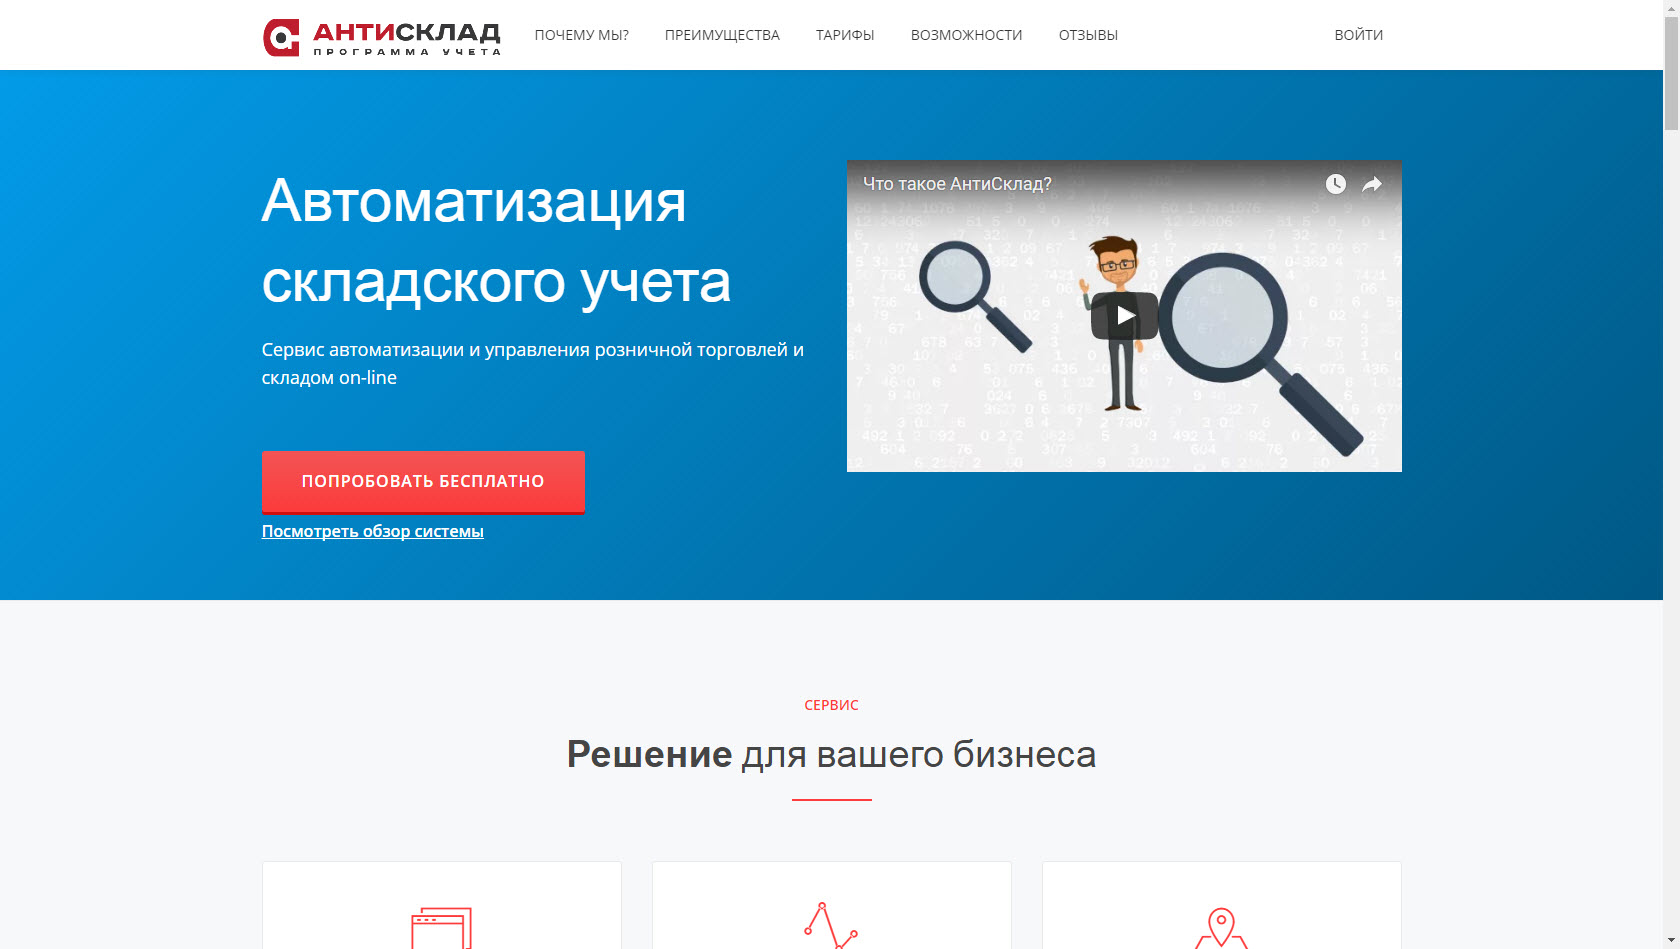 АНТИСКЛАД
ПРОГРАММА УЧЕТА
ПОЧЕМУ МЫ?
ПРЕИМУЩЕСТВА
ТАРИФЫ
ВОЗМОЖНОСТИ
ОТЗЫВЫ
ВОЙТИ
Автоматизация
складского учета
Сервис автоматизации и управления розничной торговлей и
складом on-line
ПОПРОБОВАТЬ БЕСПЛАТНО
Посмотреть обзор системы
Что такое АнтиСклад?
СЕРВИС
Решение для вашего бизнеса